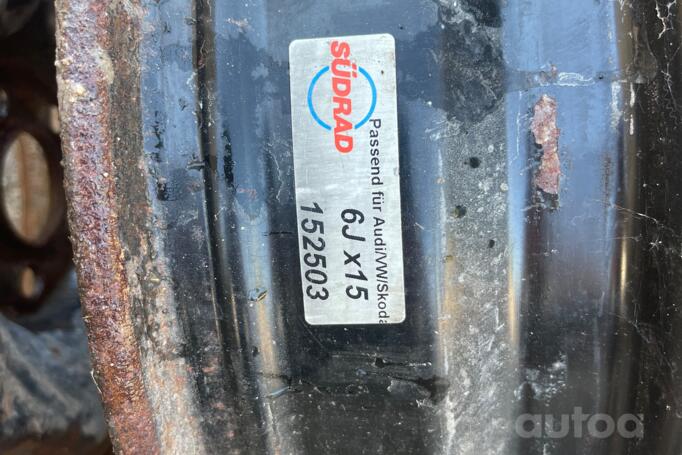 SÜDRAD
Passend für Audi/VW/Skoda
6J x15
152503
autoa